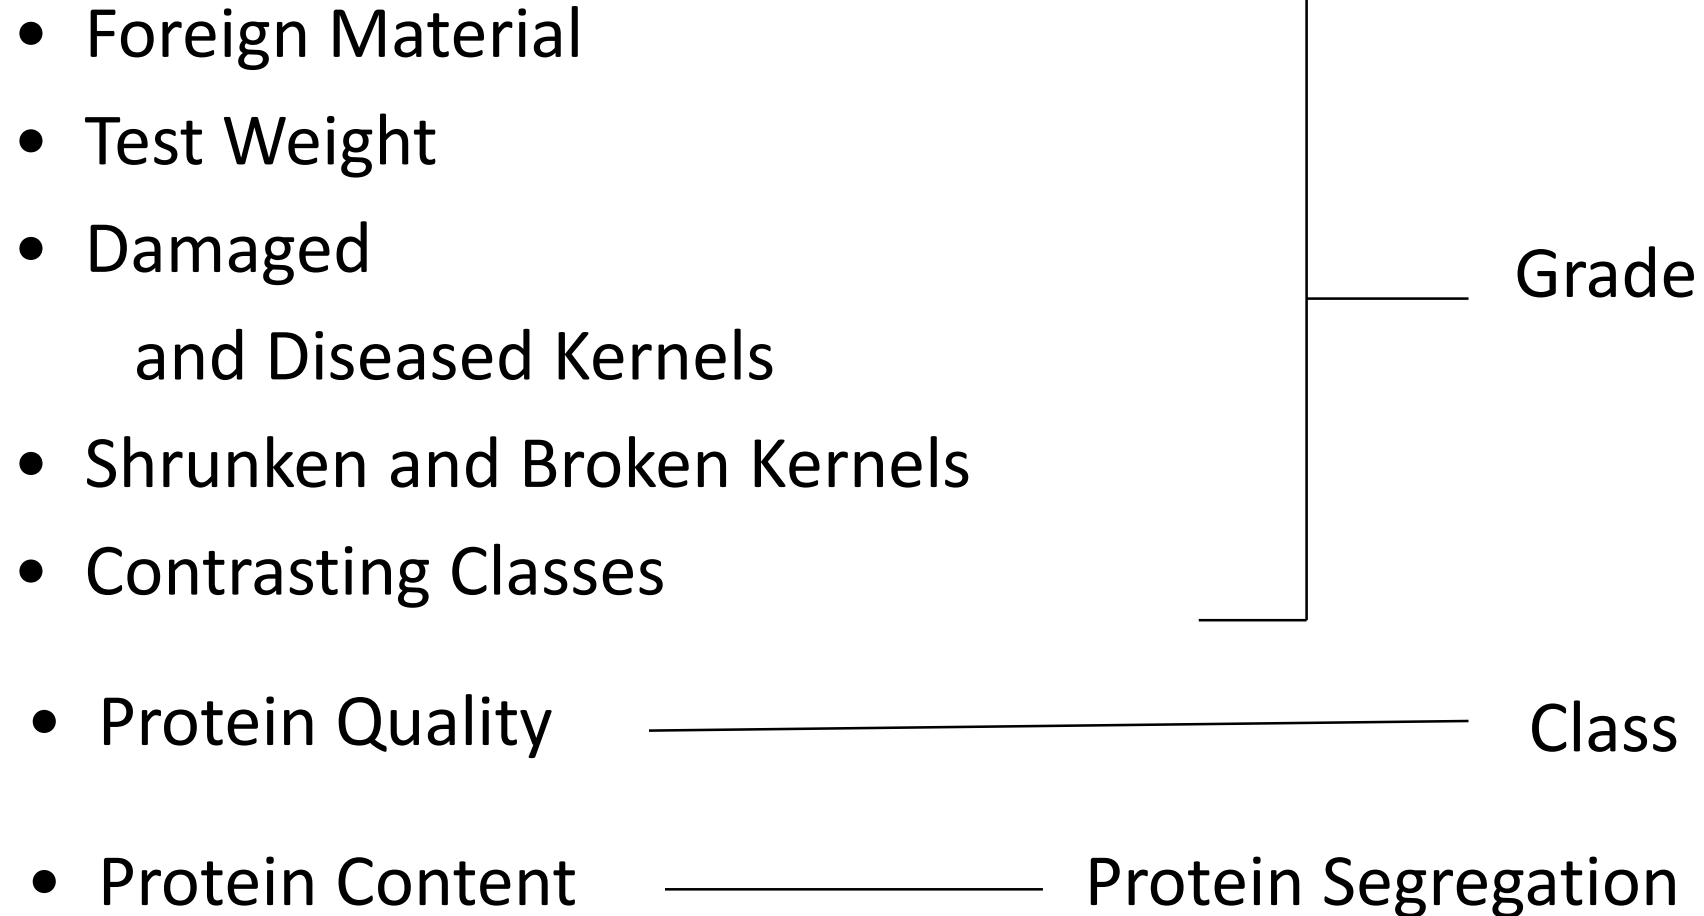 • Foreign Material
• Test Weight
• Damaged
and Diseased Kernels
Grade
• Shrunken and Broken Kernels
• Contrasting Classes
• Protein Quality Class
• Protein Content Protein Segregation